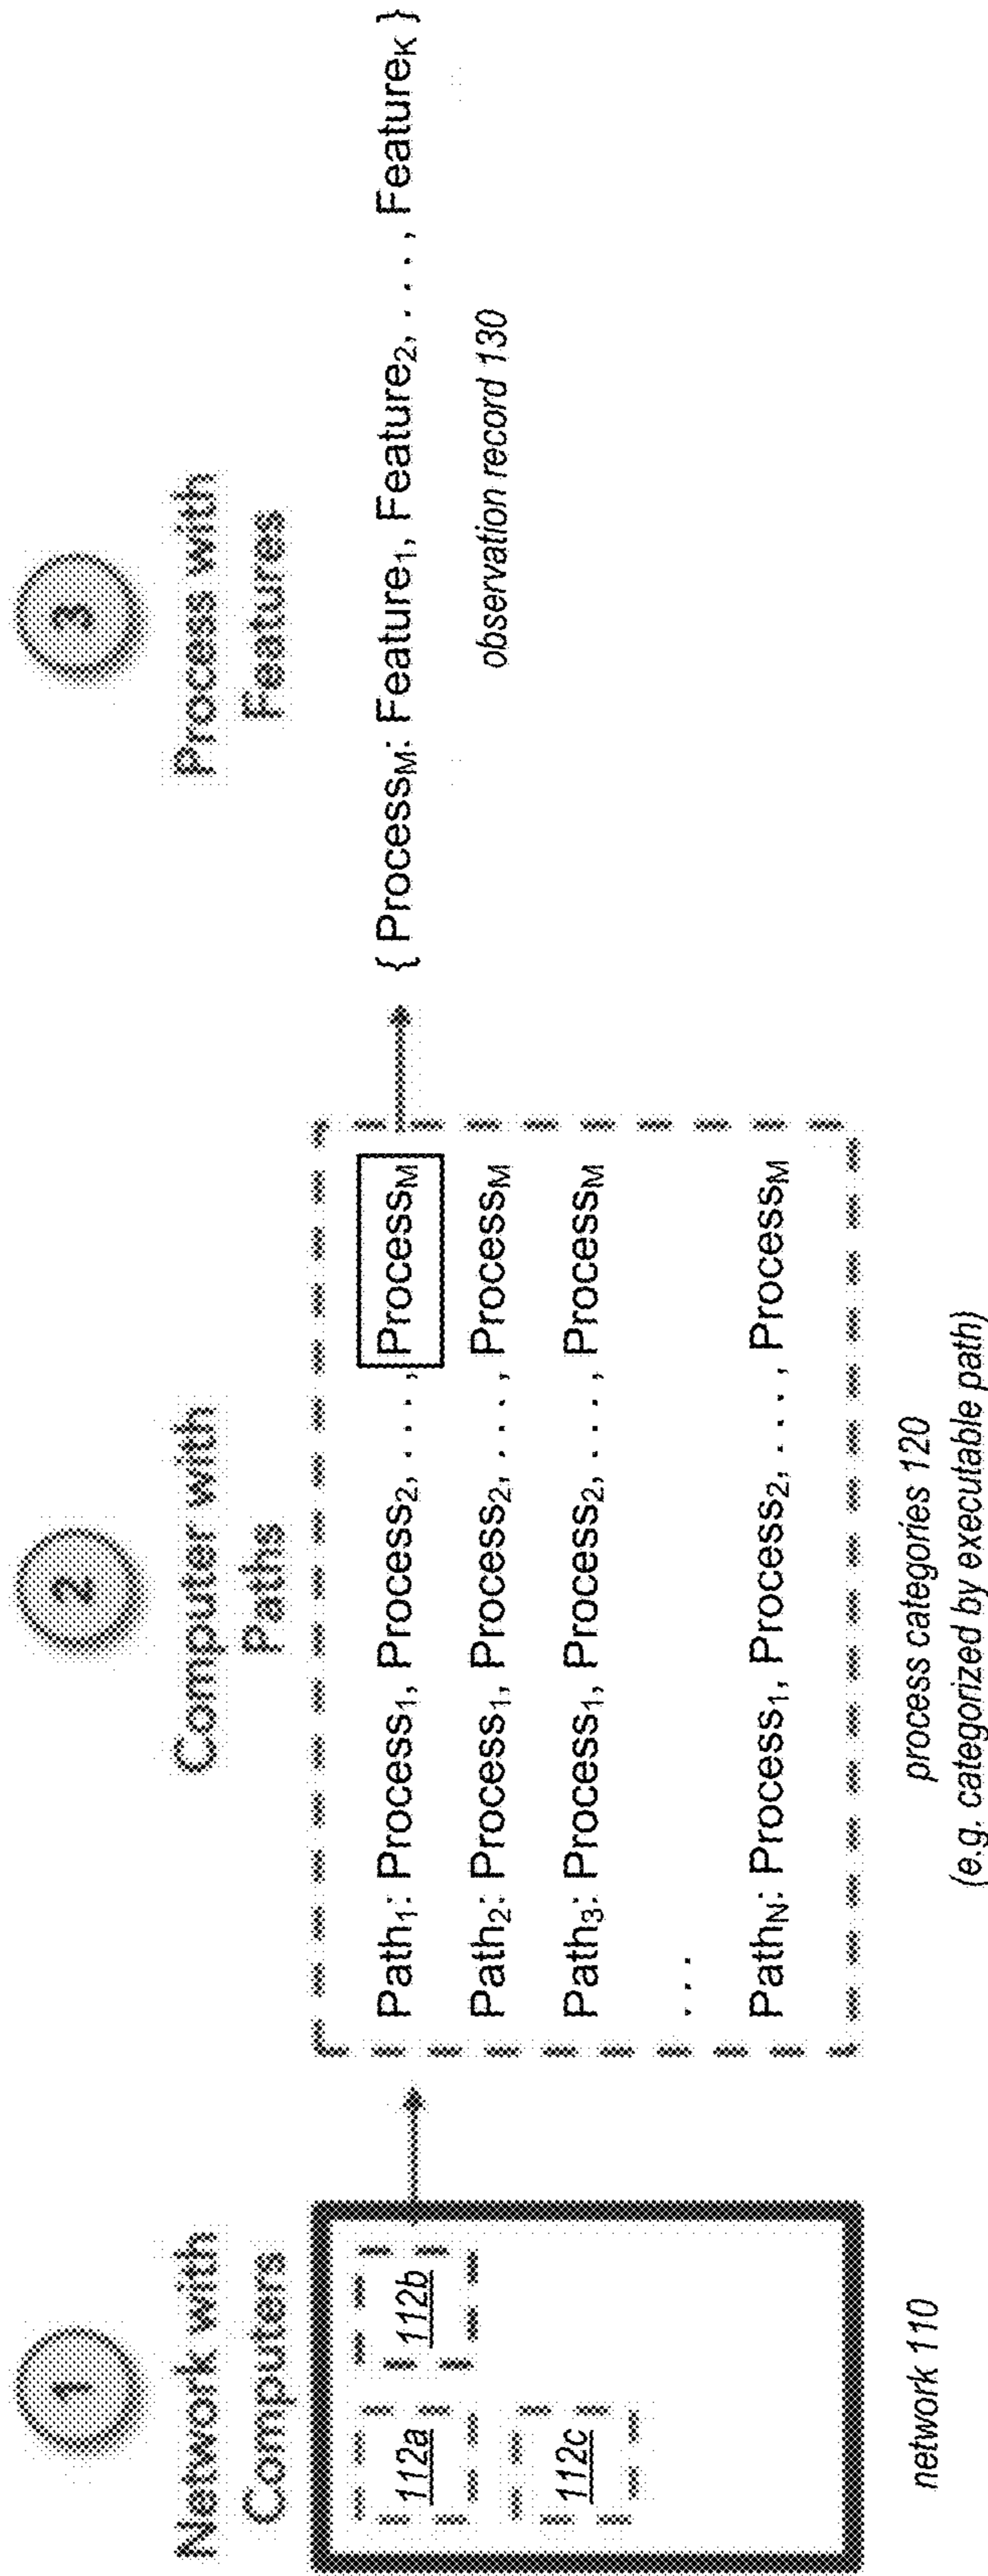 1
Network with
Computers
112a
112b
112c
network 110
2
Computer with
Paths
Path₁: Process₁, Process₂, . . . , Processₘ
Path₂: Process₁, Process₂, . . . , Processₘ
Path₃: Process₁, Process₂, . . . , Processₘ
. . .
Path_N: Process₁, Process₂, . . . , Processₘ
process categories 120
(e.g. categorized by executable path)
3
Process with
Features
{ Processₘ: Feature₁, Feature₂, . . . , Feature_K }
observation record 130